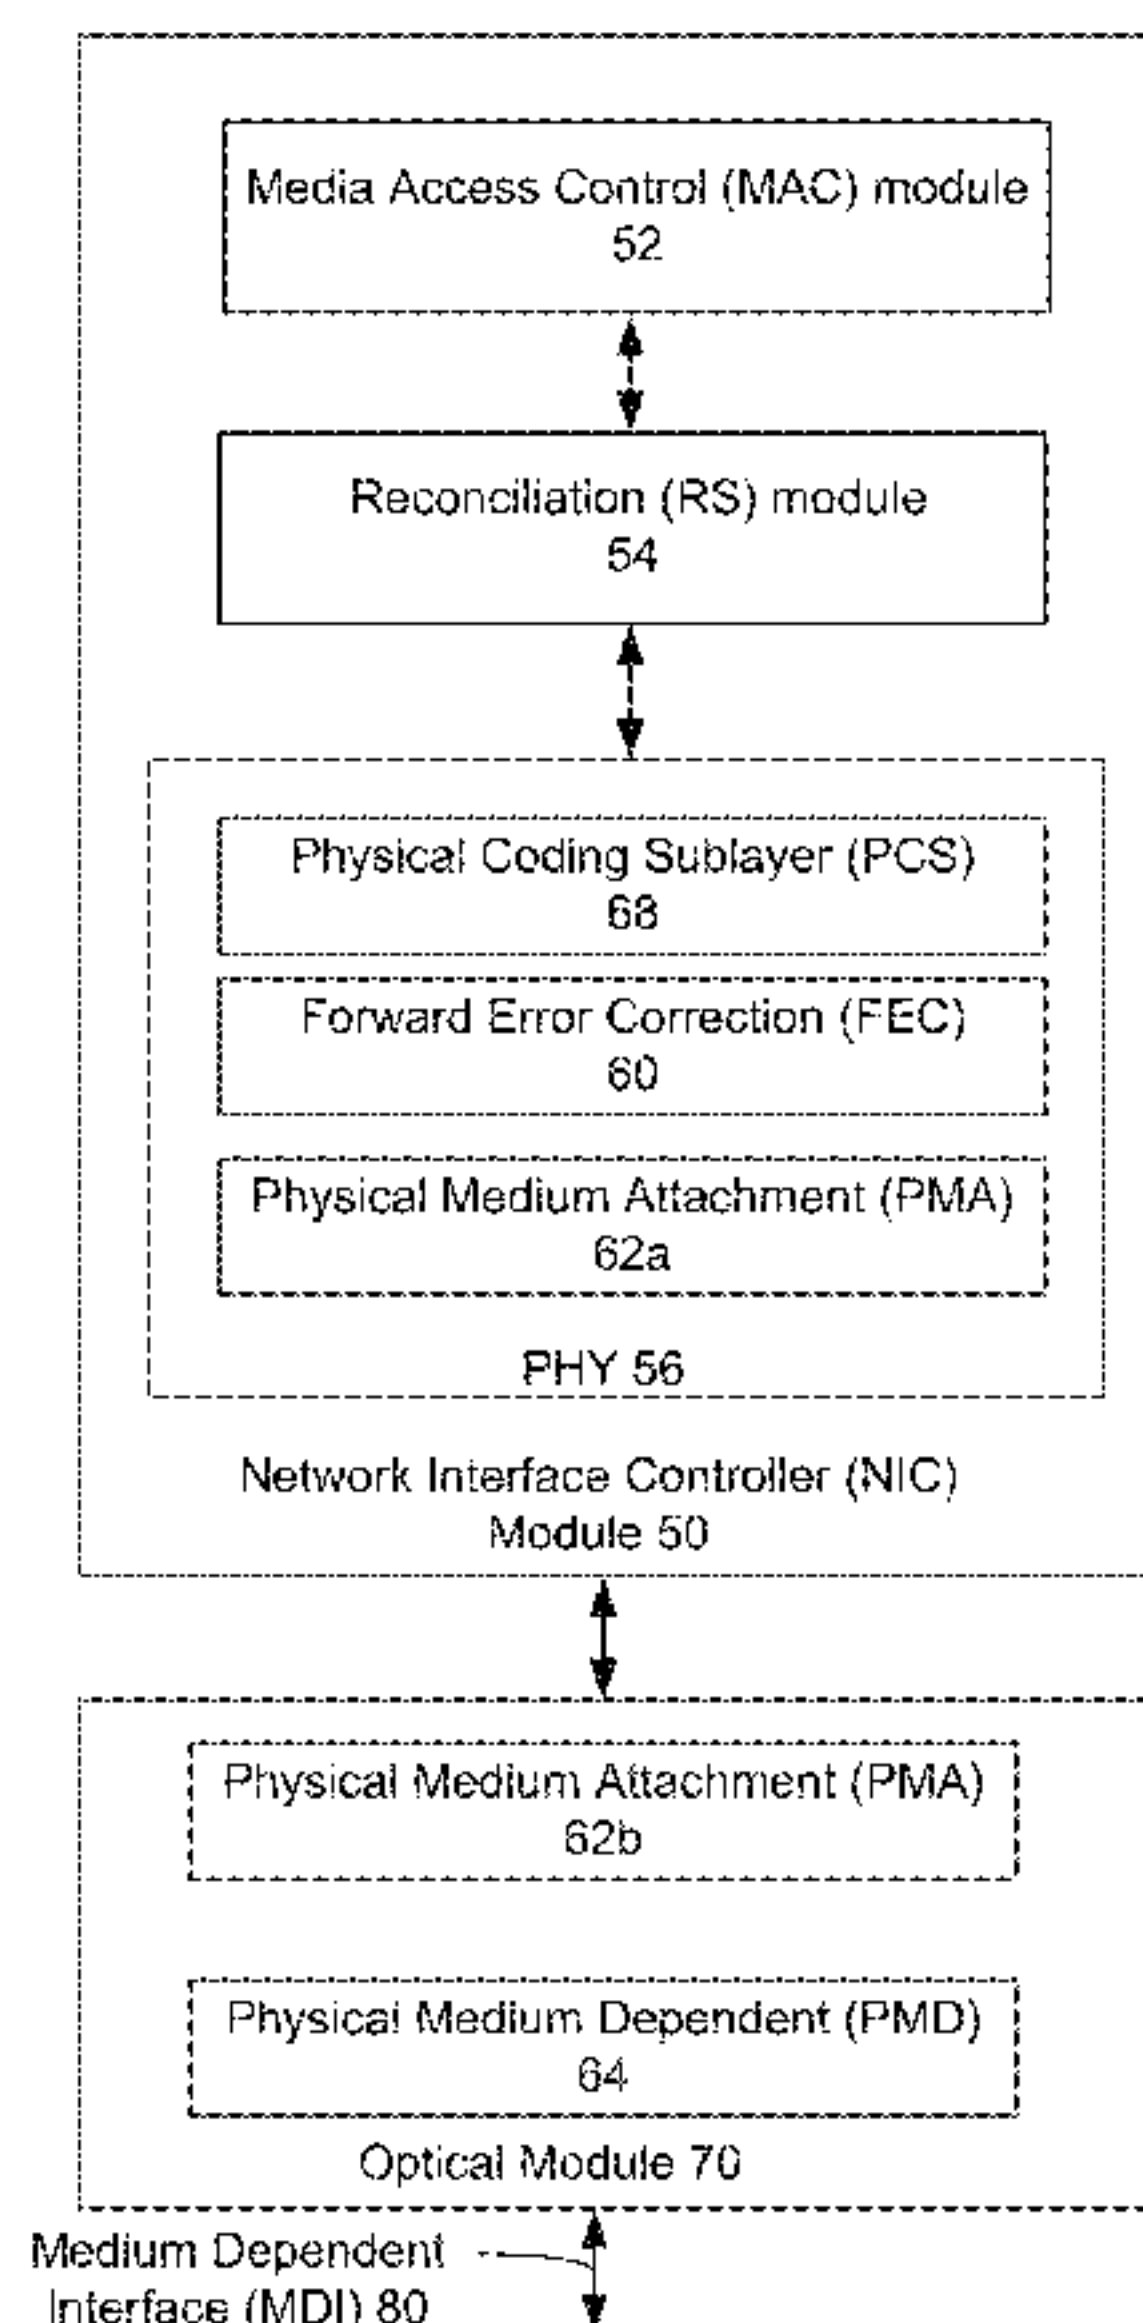 Media Access Control (MAC) module
52
Reconciliation (RS) module
54
Physical Coding Sublayer (PCS)
68
Forward Error Correction (FEC)
60
Physical Medium Attachment (PMA)
62a
PHY 56
Network Interface Controller (NIC)
Module 50
Physical Medium Attachment (PMA)
62b
Physical Medium Dependent (PMD)
64
Optical Module 70
Medium Dependent
Interface (MDI) 80